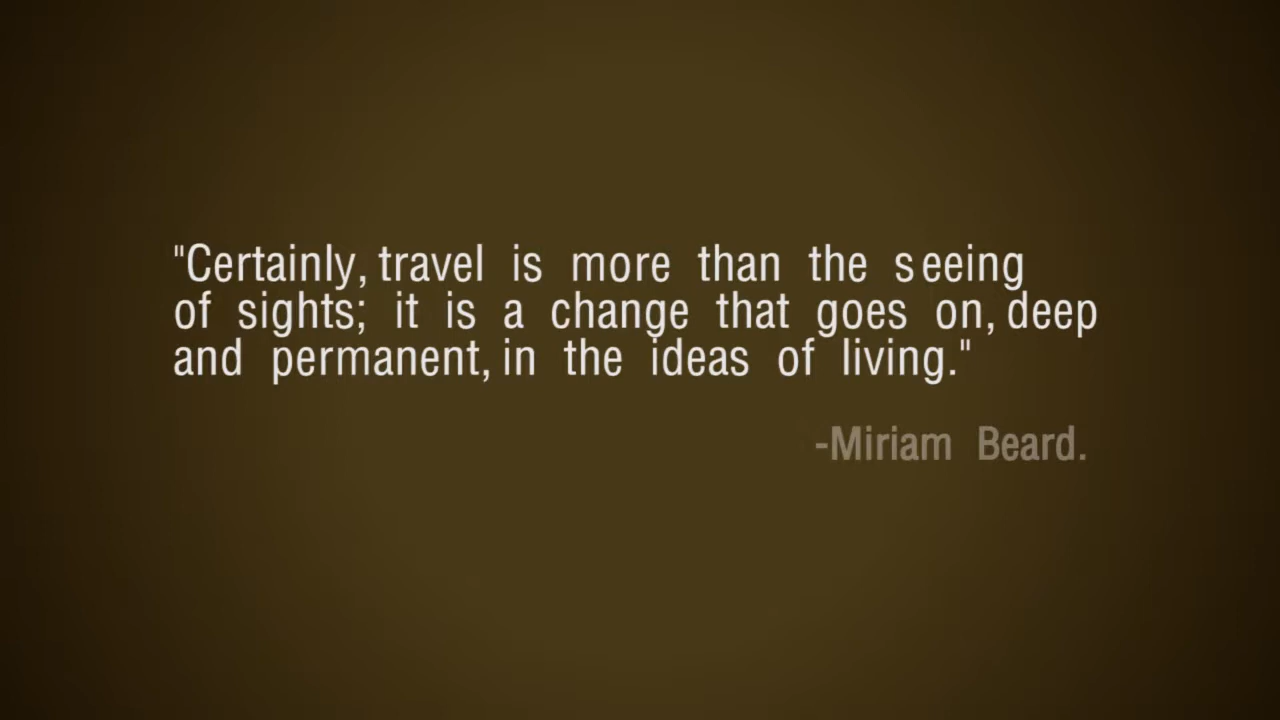 "Certainly, travel is more than the seeing
of sights; it is a change that goes on, deep
and permanent, in the ideas of living."
-Miriam Beard.